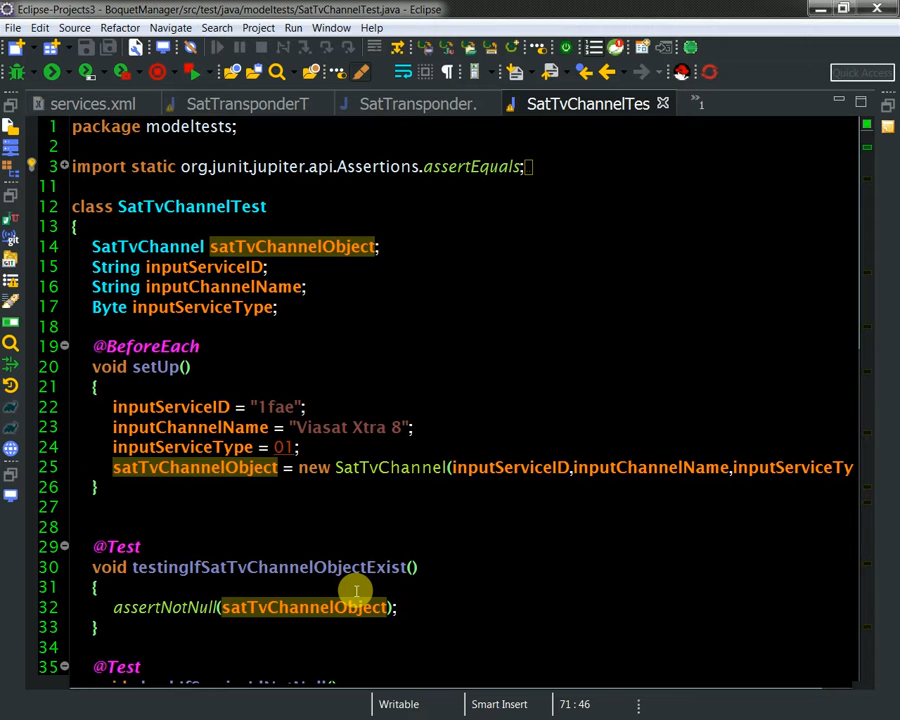 Eclipse-Projects3 - BoquetManager/src/test/java/modeltests/SatTvChannelTest.java - Eclipse
File Edit Source Refactor Navigate Search Project Run Window Help
Quick Access
services.xml SatTransponderT SatTransponder. SatTvChannelTes »1
1 package modeltests;
2
3 import static org.junit.jupiter.api.Assertions.assertEquals;
11
12 class SatTvChannelTest
13 {
14 SatTvChannel satTvChannelObject;
15 String inputServiceID;
16 String inputChannelName;
17 Byte inputServiceType;
18
19 @BeforeEach
20 void setUp()
21 {
22 inputServiceID = "1fae";
23 inputChannelName = "Viasat Xtra 8";
24 inputServiceType = 01;
25 satTvChannelObject = new SatTvChannel(inputServiceID,inputChannelName,inputServiceTy
26 }
27
28
29 @Test
30 void testingIfSatTvChannelObjectExist()
31 {
32 assertNotNull(satTvChannelObject);
33 }
34
35 @Test
Writable Smart Insert 71 : 46